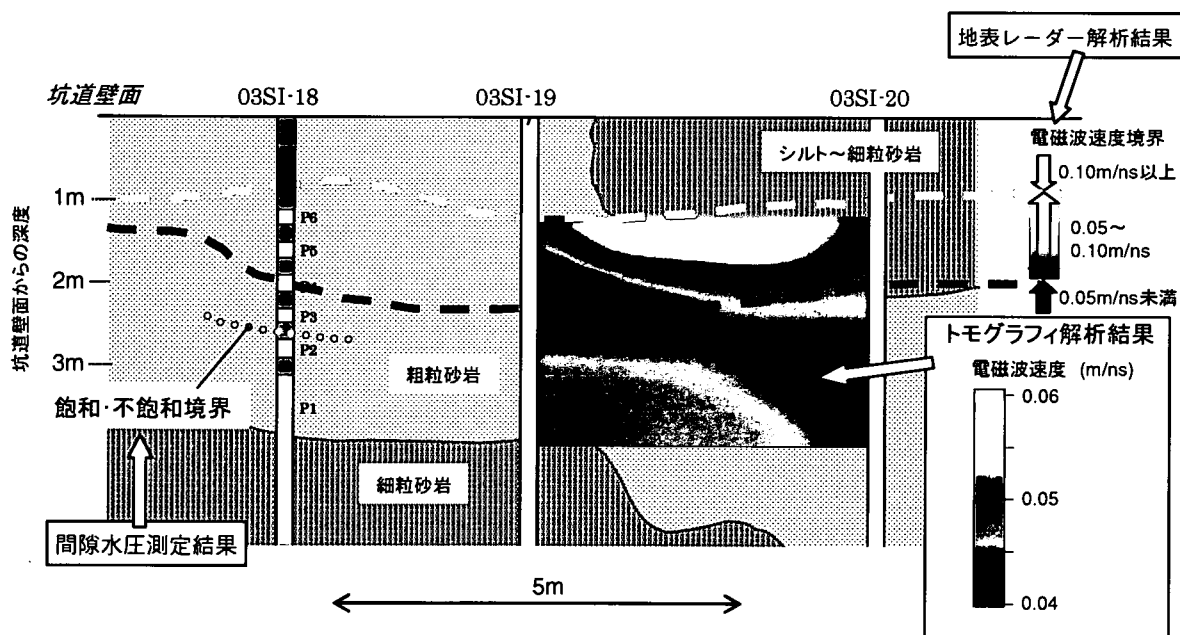 地表レーダー解析結果
坑道壁面
03SI-18
03SI-19
03SI-20
電磁波速度境界
0.10m/ns以上
0.05～
0.10m/ns
0.05m/ns未満
シルト～細粒砂岩
坑道壁面からの深度
1m
2m
3m
P6
P5
P3
P2
P1
粗粒砂岩
飽和・不飽和境界
細粒砂岩
間隙水圧測定結果
5m
トモグラフィ解析結果
電磁波速度 (m/ns)
0.06
0.05
0.04